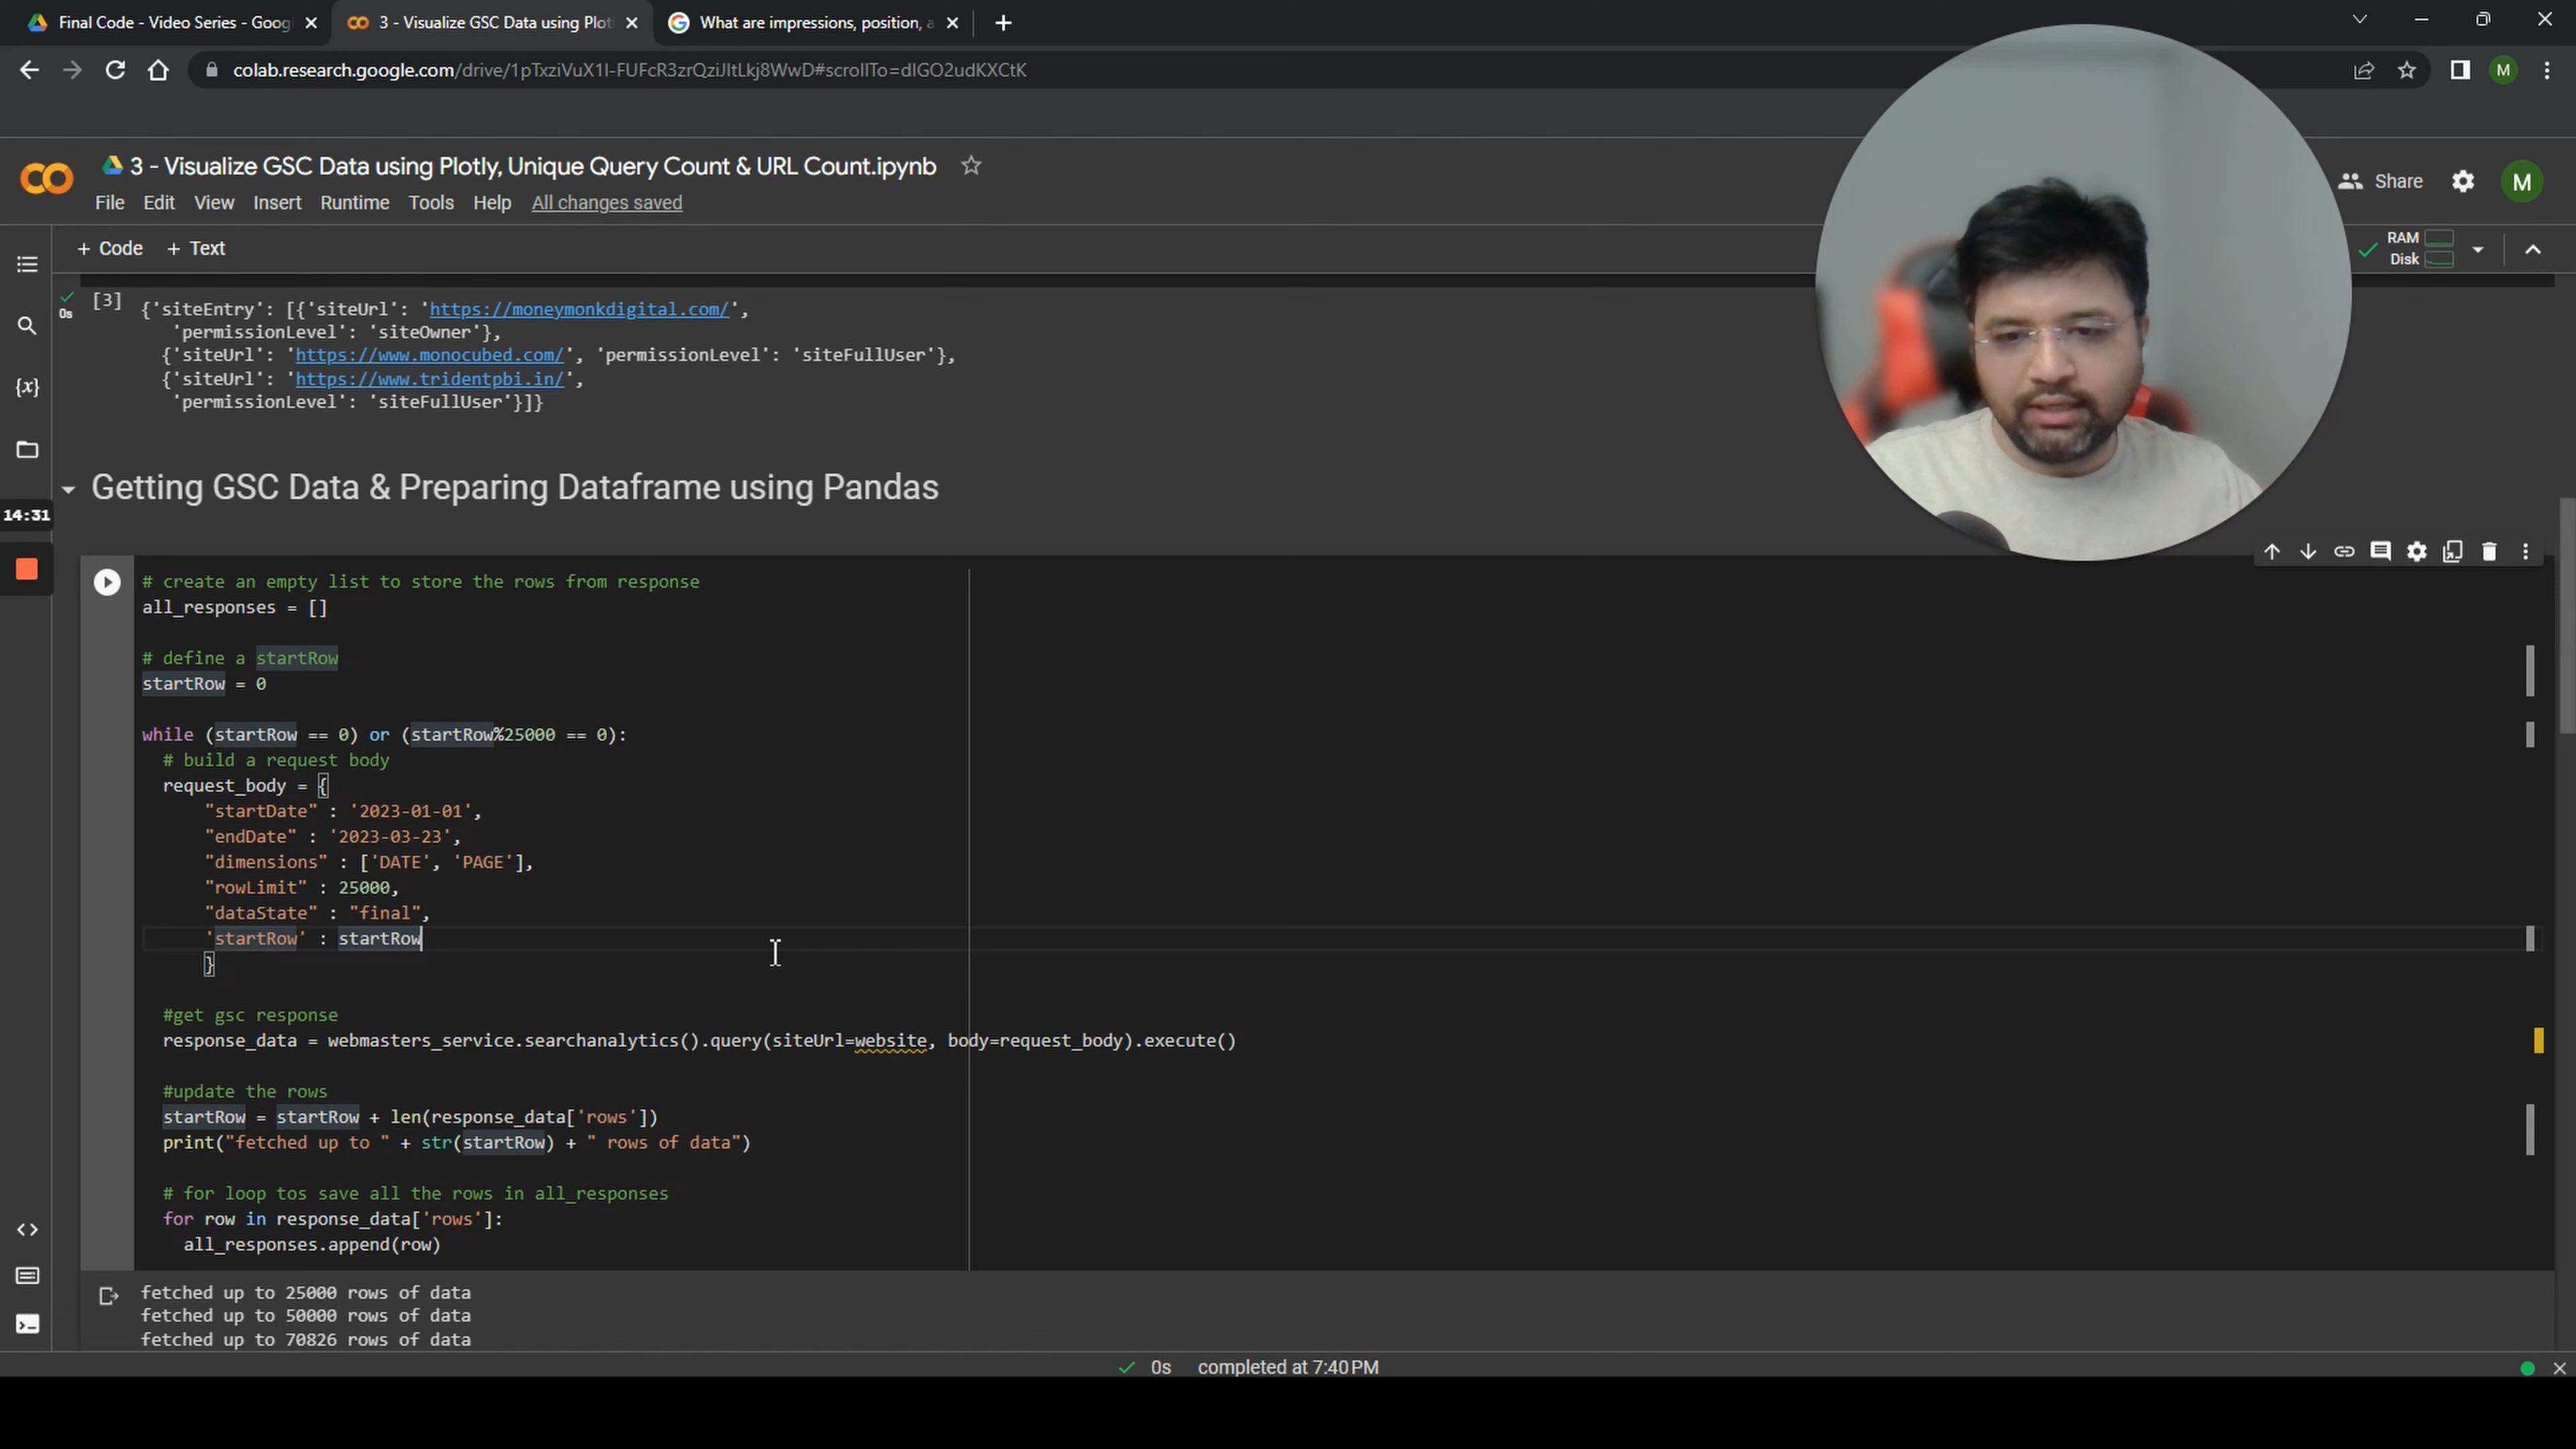 Final Code - Video Series - Goog
3 - Visualize GSC Data using Plot
What are impressions, position, a
colab.research.google.com/drive/1pTxziVuX1I-FUFcR3zrQziJltLkj8WwD#scrollTo=dlGO2udKXCtK
M
3 - Visualize GSC Data using Plotly, Unique Query Count & URL Count.ipynb
File Edit View Insert Runtime Tools Help All changes saved
Share
M
+ Code + Text
RAM
Disk
0s
[3]
{'siteEntry': [{'siteUrl': 'https://moneymonkdigital.com/',
'permissionLevel': 'siteOwner'},
{'siteUrl': 'https://www.monocubed.com/', 'permissionLevel': 'siteFullUser'},
{'siteUrl': 'https://www.tridentpbi.in/',
'permissionLevel': 'siteFullUser'}]}
Getting GSC Data & Preparing Dataframe using Pandas
14:31
# create an empty list to store the rows from response
all_responses = []
# define a startRow
startRow = 0
while (startRow == 0) or (startRow%25000 == 0):
# build a request body
request_body = {
"startDate" : '2023-01-01',
"endDate" : '2023-03-23',
"dimensions" : ['DATE', 'PAGE'],
"rowLimit" : 25000,
"dataState" : "final",
'startRow' : startRow
}
#get gsc response
response_data = webmasters_service.searchanalytics().query(siteUrl=website, body=request_body).execute()
#update the rows
startRow = startRow + len(response_data['rows'])
print("fetched up to " + str(startRow) + " rows of data")
# for loop tos save all the rows in all_responses
for row in response_data['rows']:
all_responses.append(row)
fetched up to 25000 rows of data
fetched up to 50000 rows of data
fetched up to 70826 rows of data
0s completed at 7:40 PM